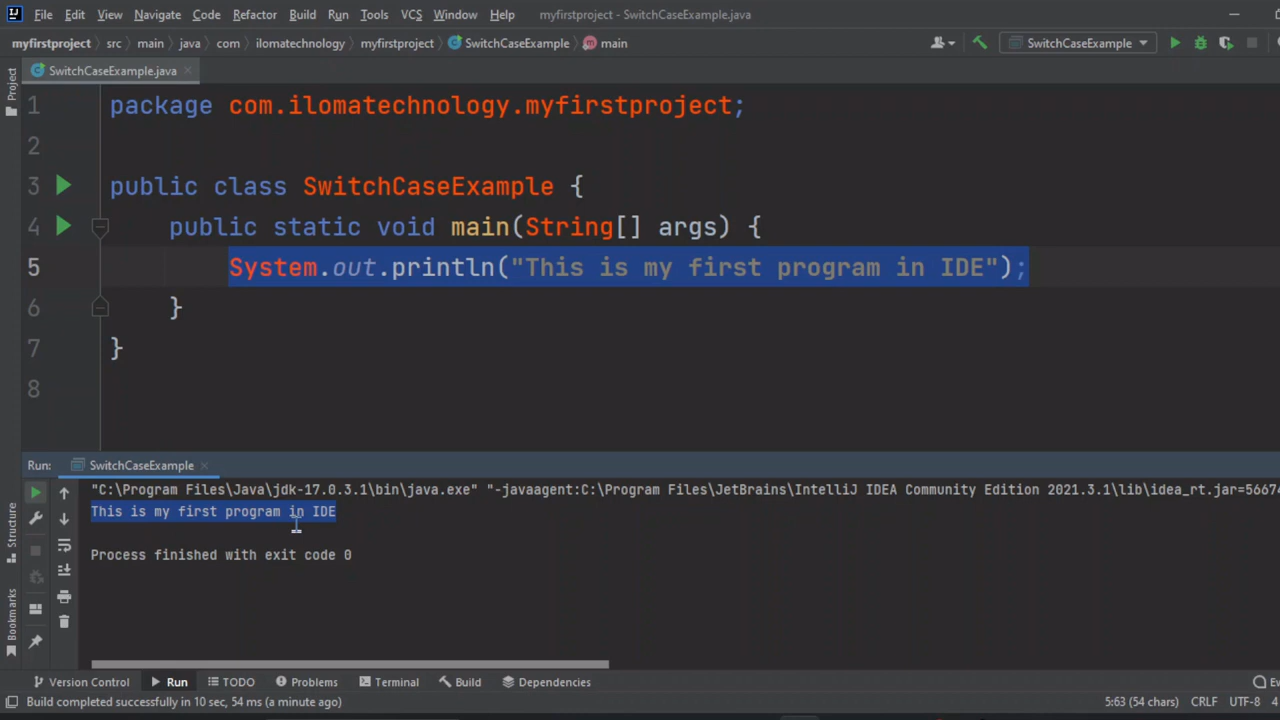 File Edit View Navigate Code Refactor Build Run Tools VCS Window Help myfirstproject - SwitchCaseExample.java
myfirstproject src main java com ilomatechnology myfirstproject SwitchCaseExample main SwitchCaseExample
Project
SwitchCaseExample.java
1 package com.ilomatechnology.myfirstproject;
2
3 public class SwitchCaseExample {
4 public static void main(String[] args) {
5 System.out.println("This is my first program in IDE");
6 }
7 }
8
Run: SwitchCaseExample
"C:\Program Files\Java\jdk-17.0.3.1\bin\java.exe" "-javaagent:C:\Program Files\JetBrains\IntelliJ IDEA Community Edition 2021.3.1\lib\idea_rt.jar=5667
This is my first program in IDE
Process finished with exit code 0
Structure
Bookmarks
Version Control Run TODO Problems Terminal Build Dependencies
Build completed successfully in 10 sec, 54 ms (a minute ago) 5:63 (54 chars) CRLF UTF-8 4